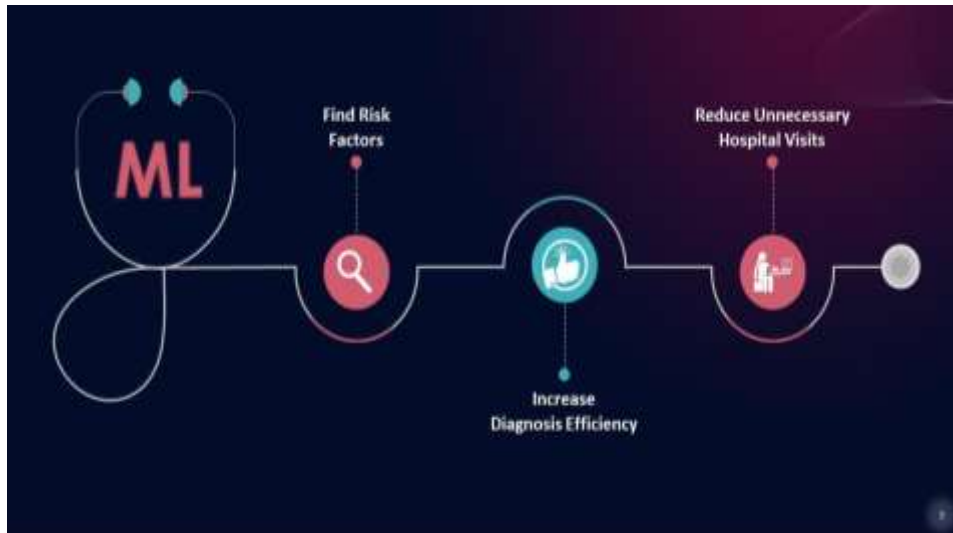 ML
Find Risk
Factors
Increase
Diagnosis Efficiency
Reduce Unnecessary
Hospital Visits